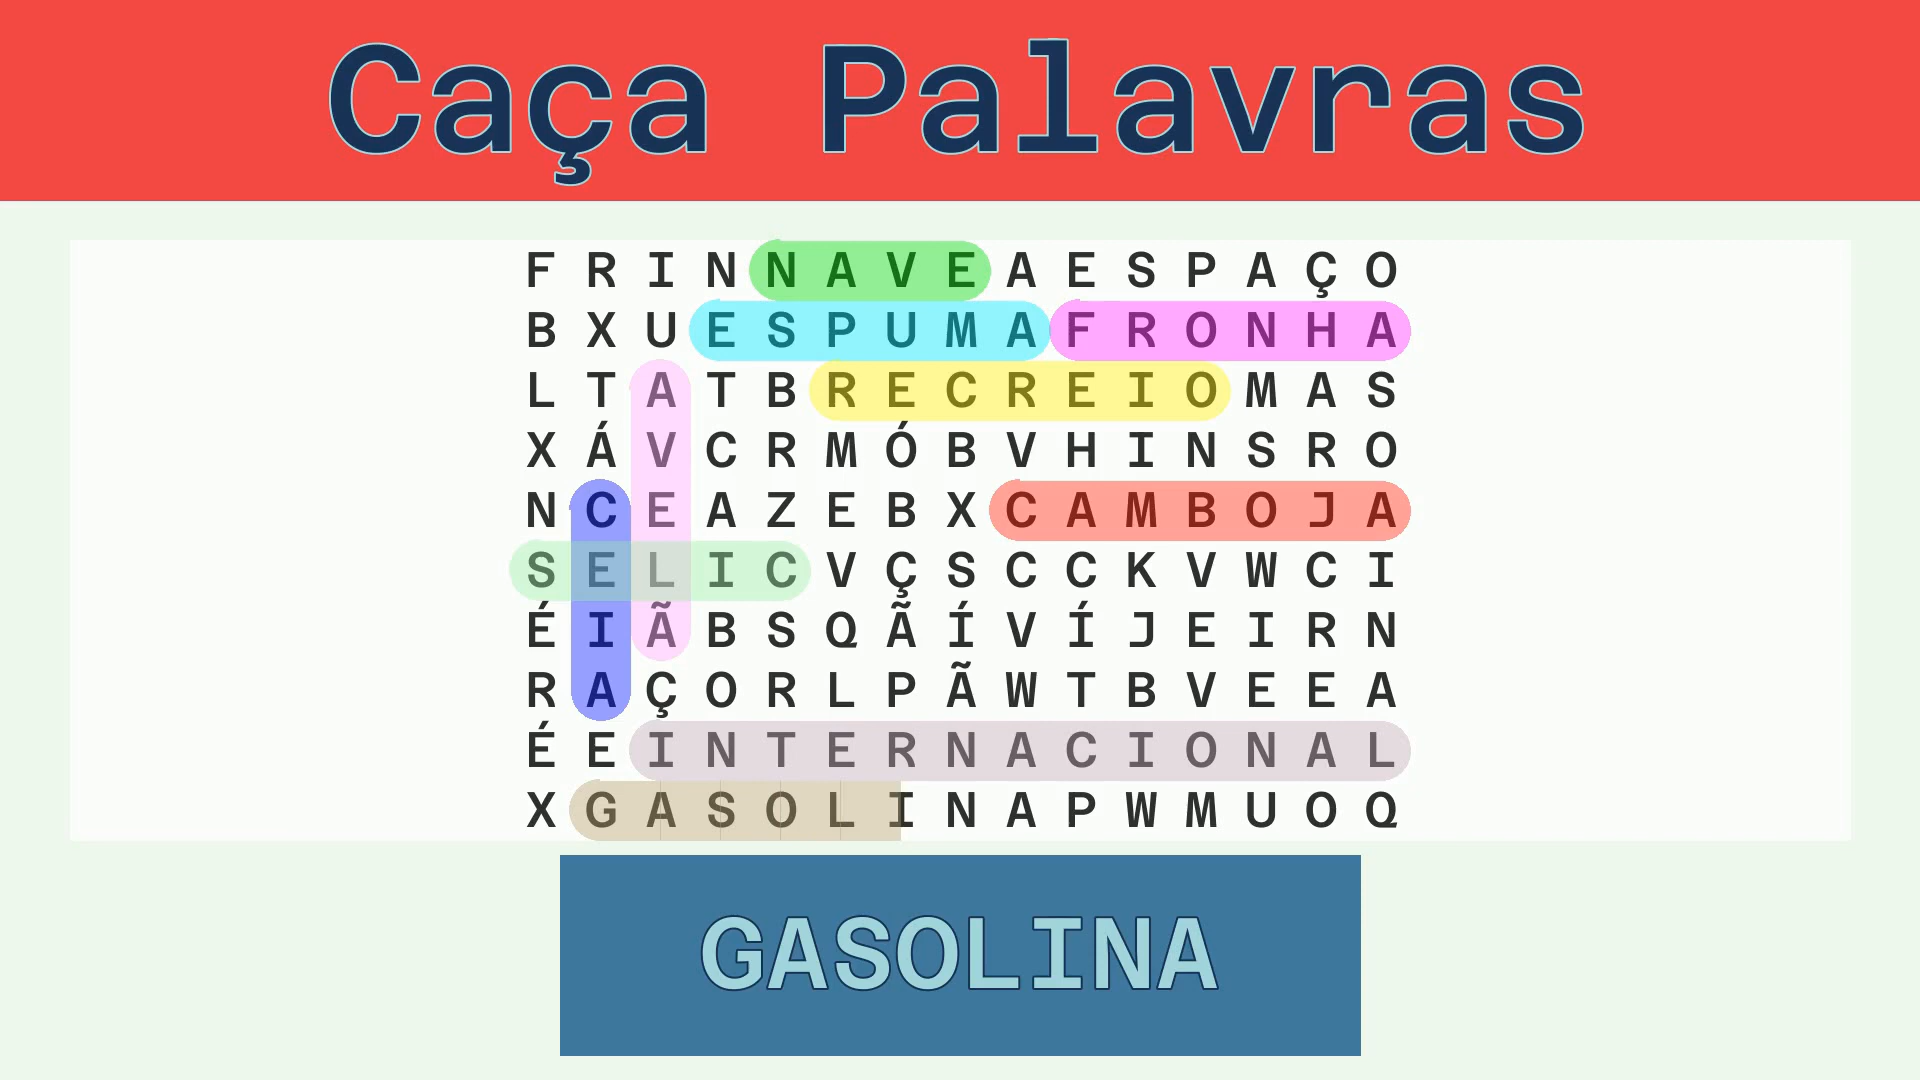 Caça Palavras
F R I N N A V E A E S P A Ç O
B X U E S P U M A F R O N H A
L T A T B R E C R E I O M A S
X Á V C R M Ó B V H I N S R O
N C E A Z E B X C A M B O J A
S E L I C V Ç S C C K V W C I
É I Ã B S Q Ã Í V Í J E I R N
R A Ç O R L P Ã W T B V E E A
É E I N T E R N A C I O N A L
X G A S O L I N A P W M U O Q
GASOLINA